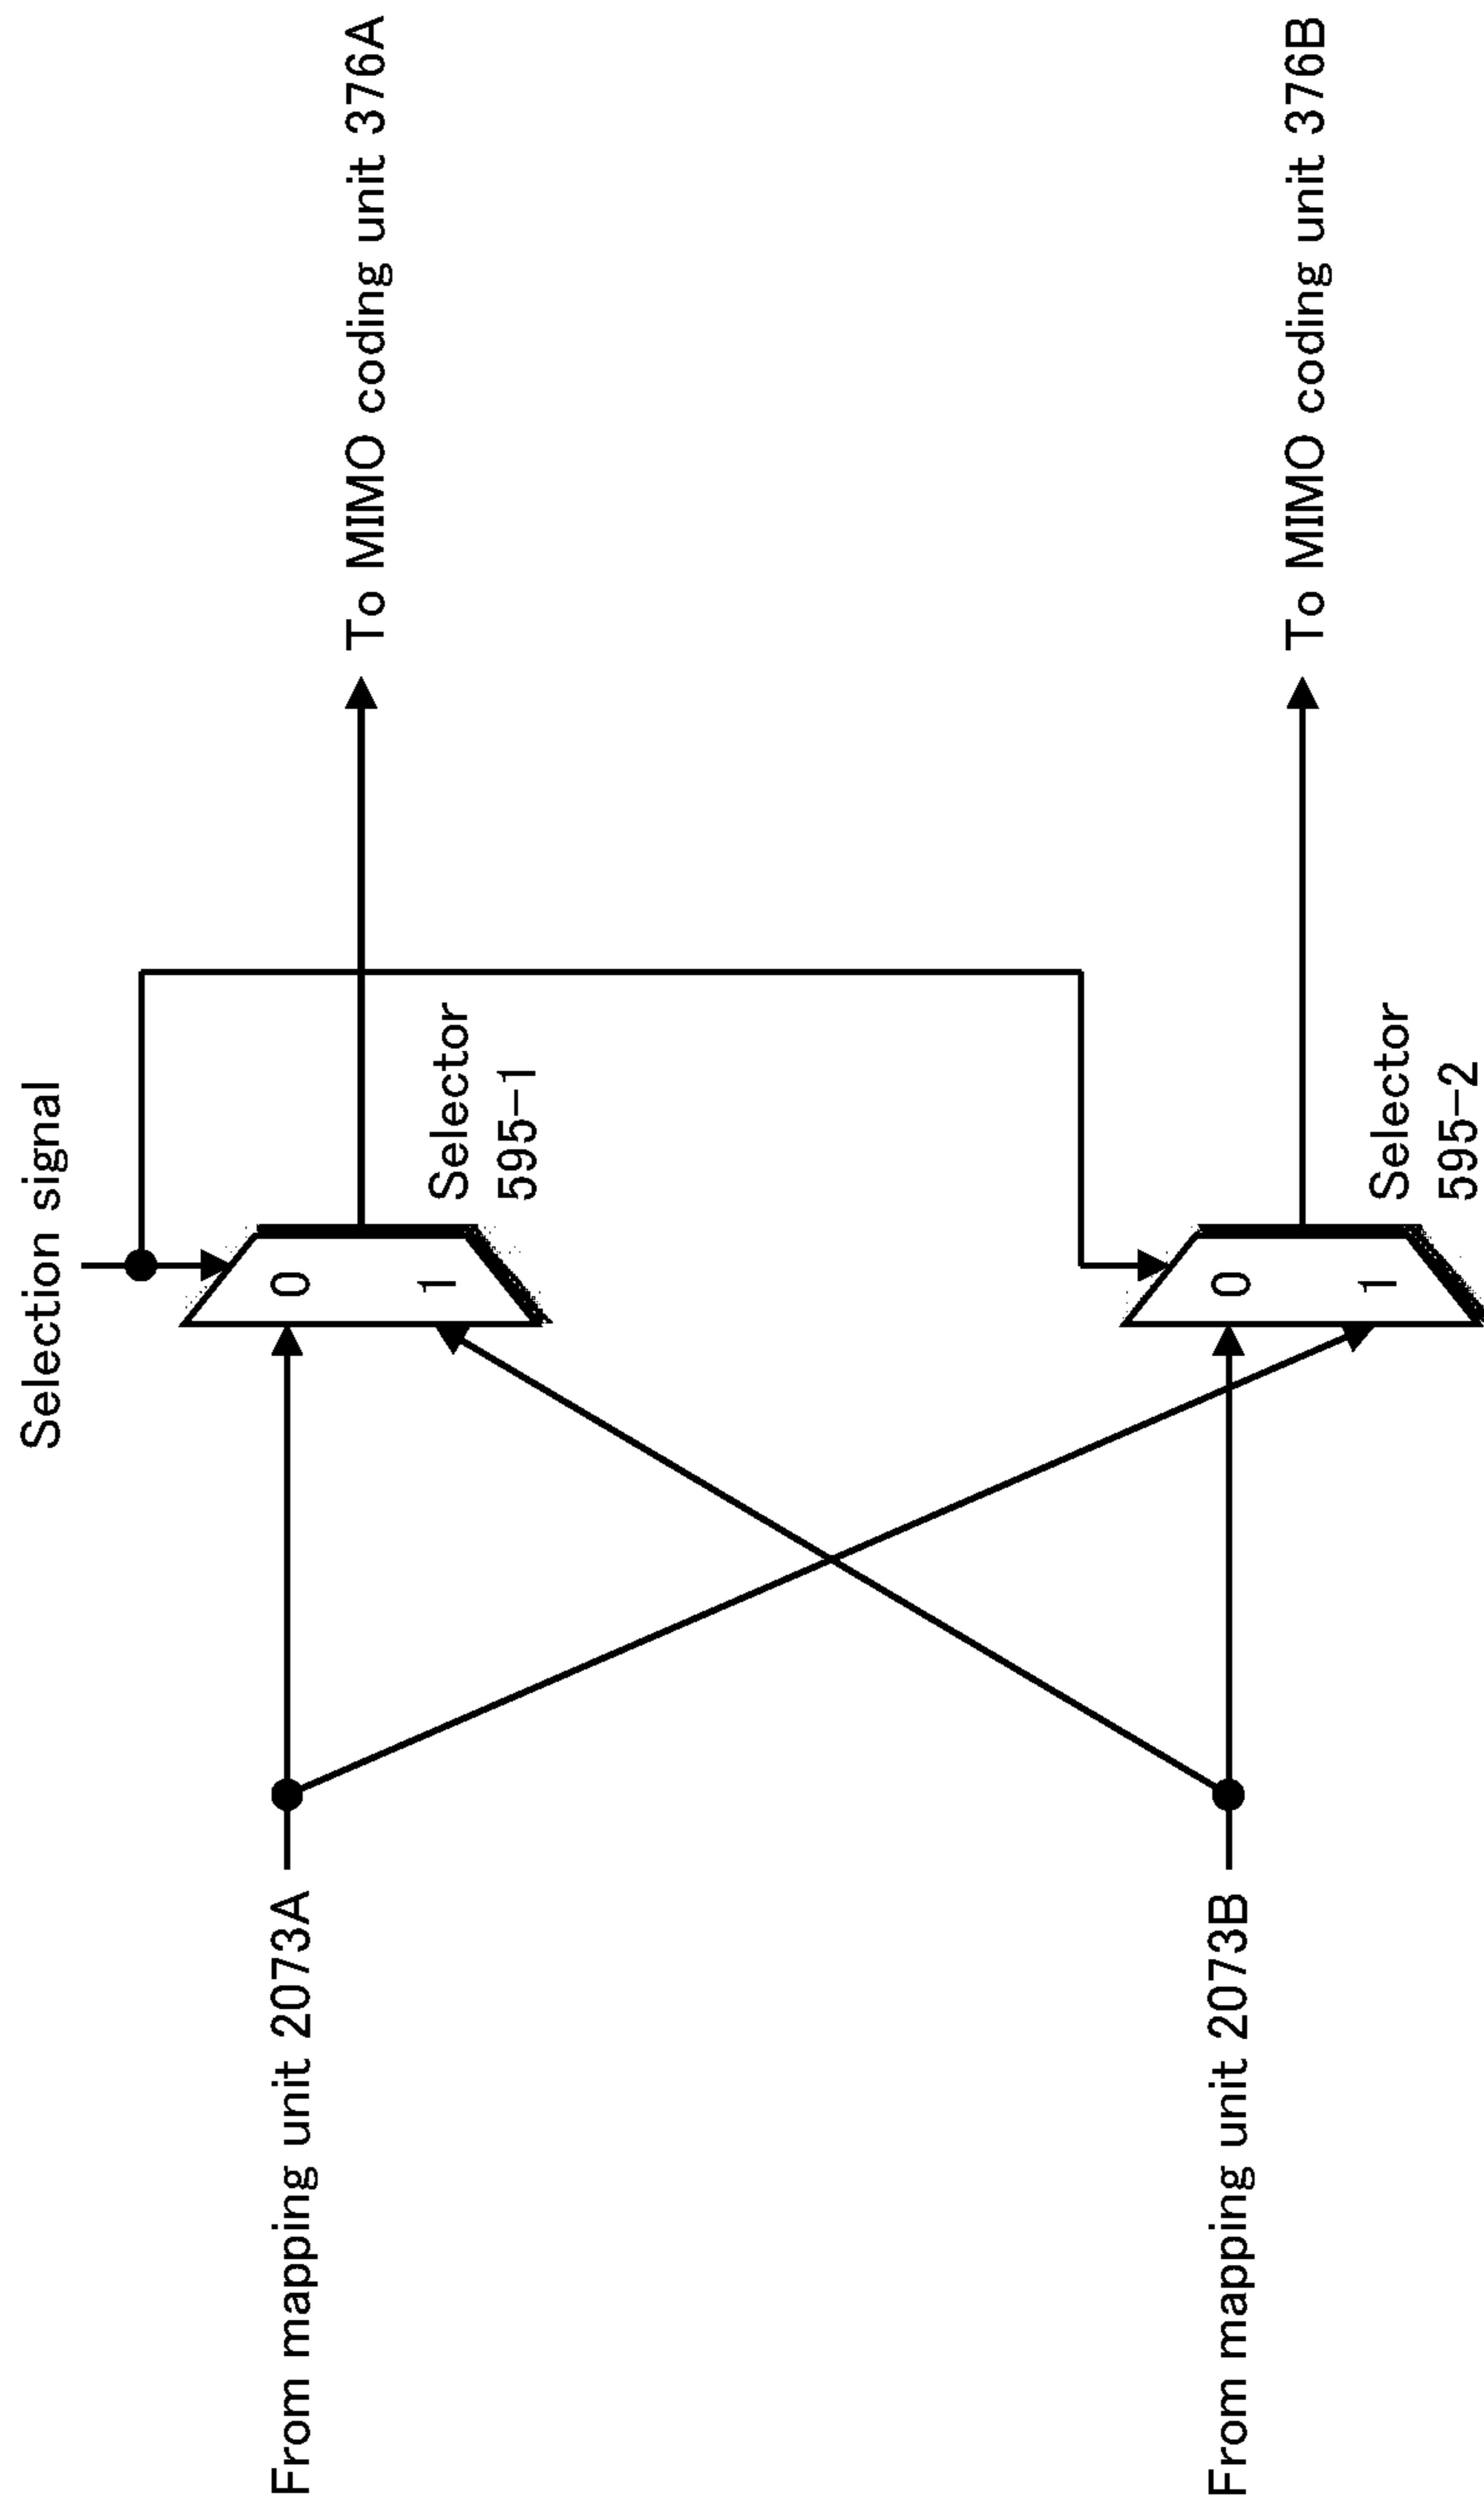 Selection signal
From mapping unit 2073A
0
1
To MIMO coding unit 376A
Selector
595-1
From mapping unit 2073B
0
1
To MIMO coding unit 376B
Selector
595-2